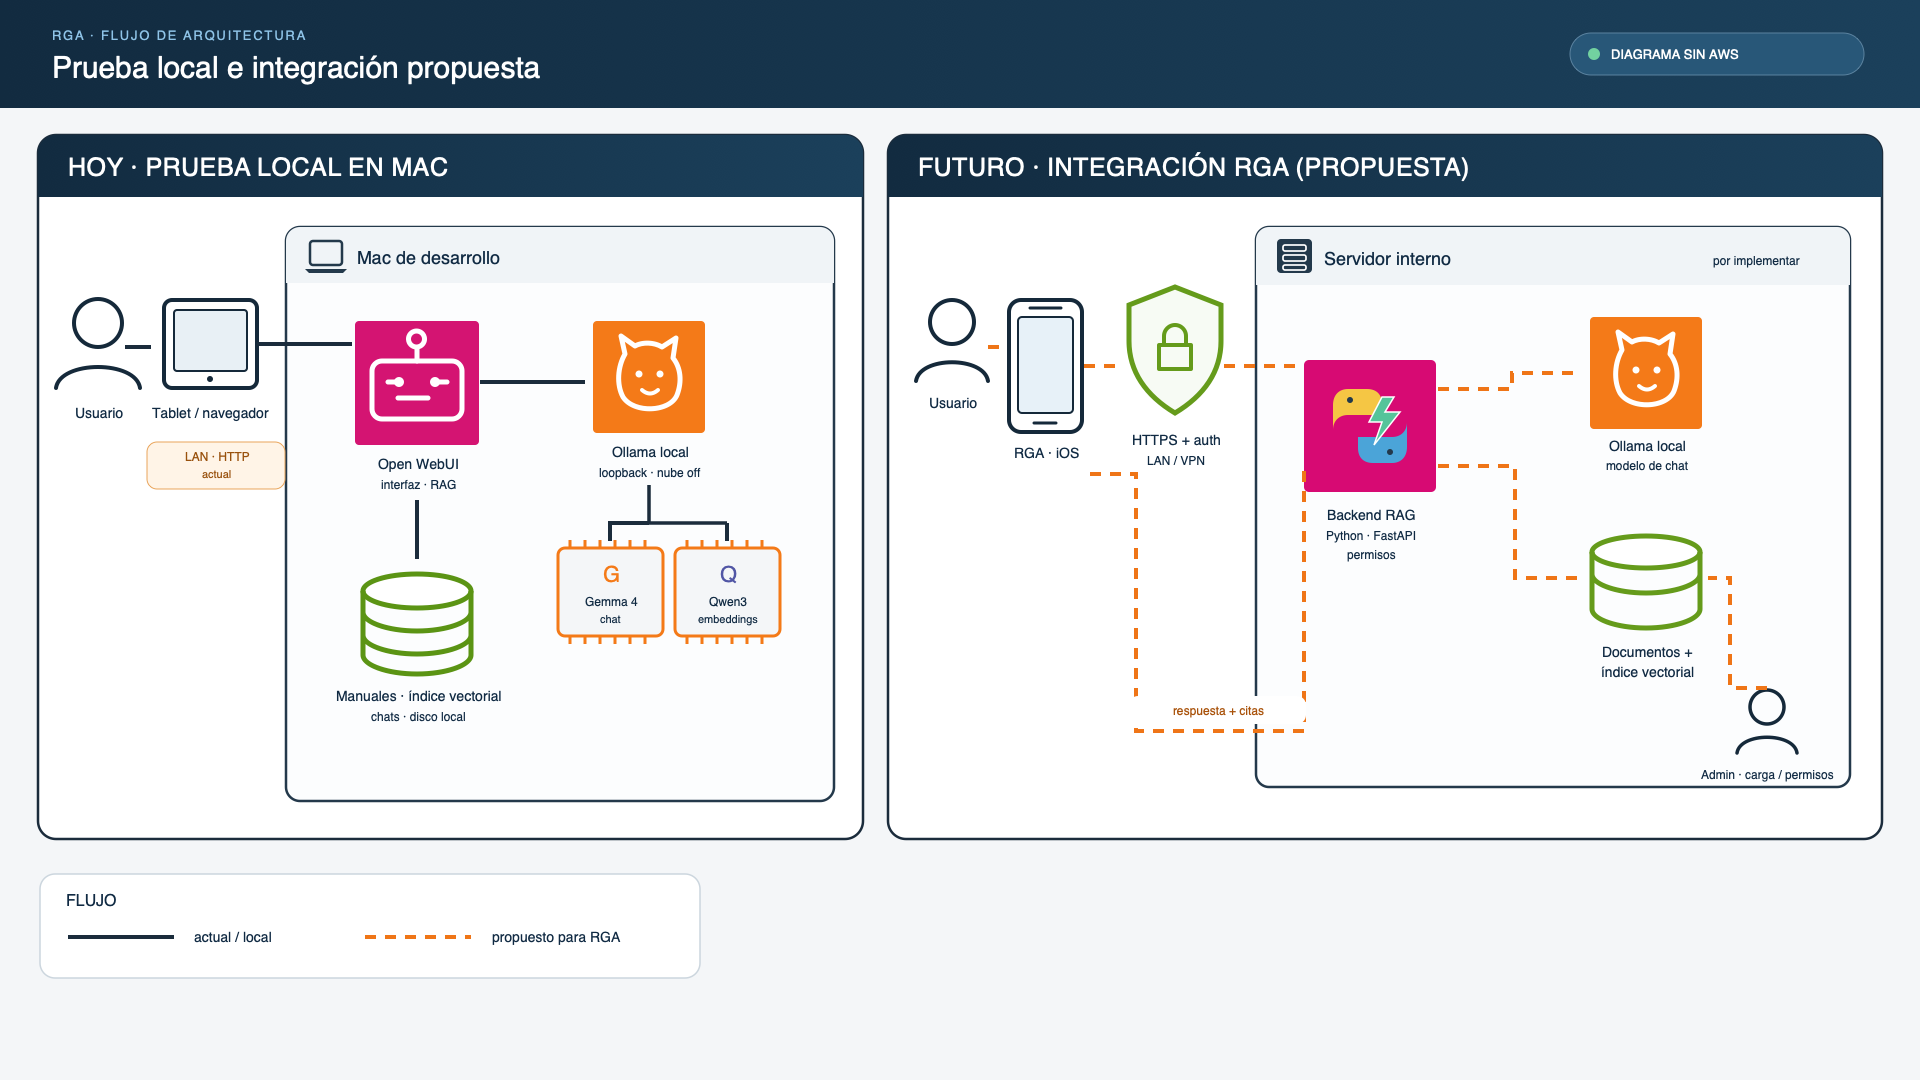 RGA · FLUJO DE ARQUITECTURA
Prueba local e integración propuesta
DIAGRAMA SIN AWS
HOY · PRUEBA LOCAL EN MAC
Mac de desarrollo
Usuario
Tablet / navegador
LAN · HTTP
actual
Open WebUI
interfaz · RAG
Ollama local
loopback · nube off
G
Gemma 4
chat
Q
Qwen3
embeddings
Manuales · índice vectorial
chats · disco local
FUTURO · INTEGRACIÓN RGA (PROPUESTA)
Servidor interno
por implementar
Usuario
RGA · iOS
HTTPS + auth
LAN / VPN
Backend RAG
Python · FastAPI
permisos
Ollama local
modelo de chat
Documentos +
índice vectorial
respuesta + citas
Admin · carga / permisos
FLUJO
actual / local
propuesto para RGA